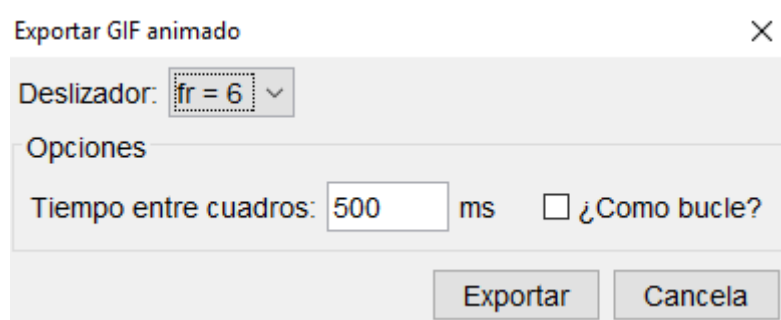 Exportar GIF animado
Deslizador: fr = 6
Opciones
Tiempo entre cuadros: 500 ms ¿Como bucle?
Exportar Cancela